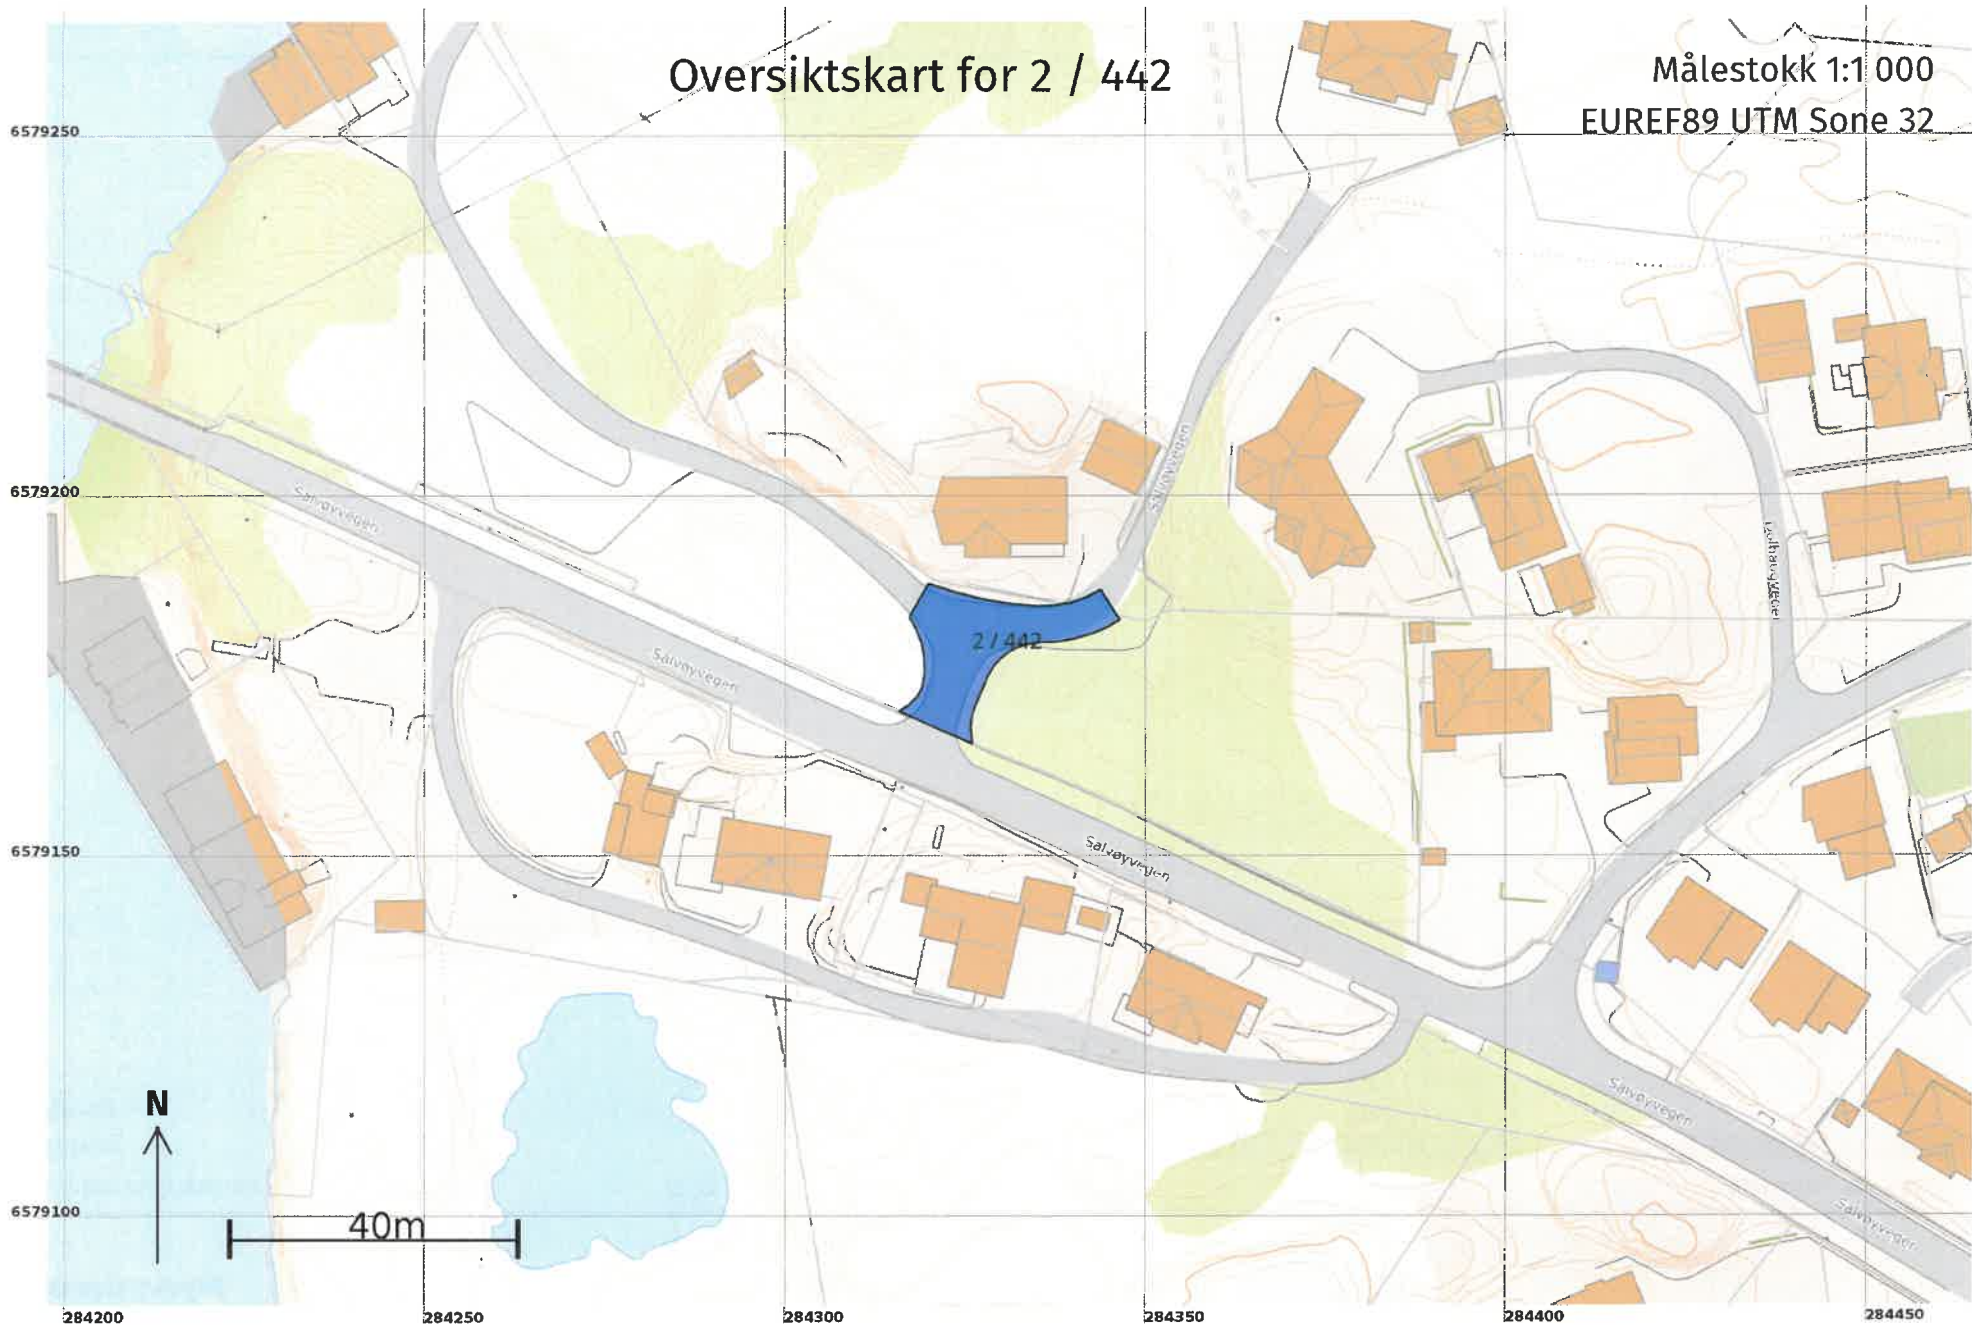 Oversiktskart for 2 / 442
Målestokk 1:1 000
EUREF89 UTM Sone 32
6579250
6579200
Salvøyvegen
Salvøyvegen
2 / 442
Salvøyvegen
6579150
Salvøyvegen
Salvøyvegen
Salvøyvegen
N
6579100
40m
284200
284250
284300
284350
284400
284450